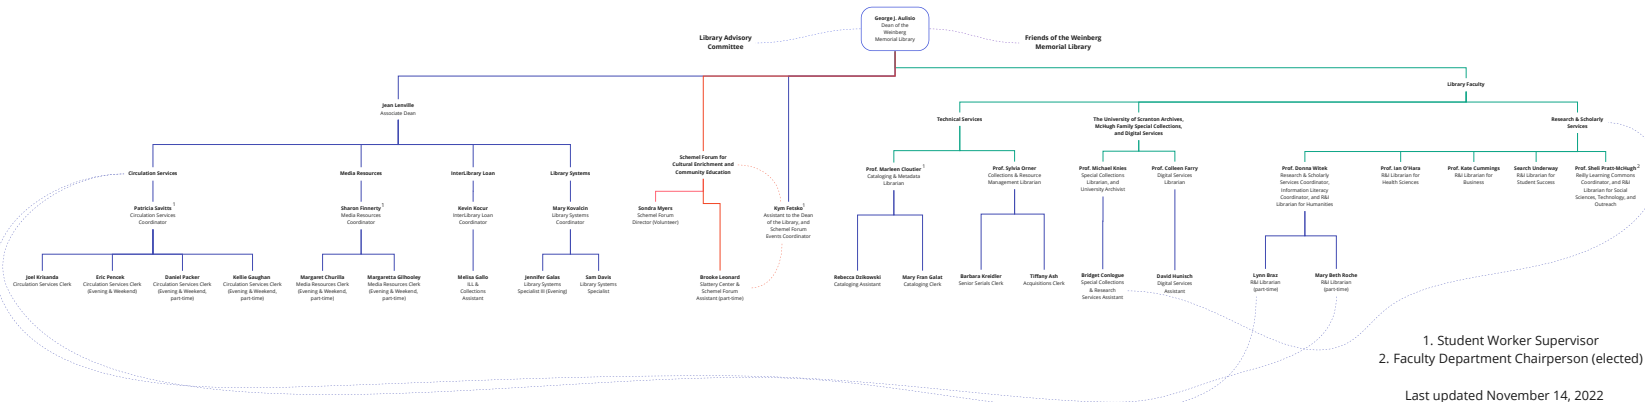 George J. Aulisio
Dean of the
Weinberg
Memorial Library
Library Advisory
Committee
Friends of the Weinberg
Memorial Library
Library Faculty
Jean Lenville
Associate Dean
Technical Services
The University of Scranton Archives,
McHugh Family Special Collections,
and Digital Services
Research & Scholarly
Services
Schemel Forum for
Cultural Enrichment and
Community Education
Circulation Services
Media Resources
InterLibrary Loan
Library Systems
Prof. Marleen Cloutier 1
Cataloging & Metadata
Librarian
Prof. Sylvia Orner
Collections & Resource
Management Librarian
Prof. Michael Knies
Special Collections
Librarian, and
University Archivist
Prof. Colleen Farry
Digital Services
Librarian
Prof. Donna Witek
Research & Scholarly
Services Coordinator,
Information Literacy
Coordinator, and R&I
Librarian for Humanities
Prof. Ian O'Hara
R&I Librarian for
Health Sciences
Prof. Kate Cummings
R&I Librarian for
Business
Search Underway
R&I Librarian for
Student Success
Prof. Sheli Pratt-McHugh 2
Reilly Learning Commons
Coordinator, and R&I
Librarian for Social
Sciences, Technology, and
Outreach
Patricia Savitts 1
Circulation Services
Coordinator
Sharon Finnerty 1
Media Resources
Coordinator
Kevin Kocur
InterLibrary Loan
Coordinator
Mary Kovalcin
Library Systems
Coordinator
Sondra Myers
Schemel Forum
Director (Volunteer)
Kym Fetsko 1
Assistant to the Dean
of the Library, and
Schemel Forum
Events Coordinator
Joel Krisanda
Circulation Services Clerk
Eric Pencek
Circulation Services Clerk
(Evening & Weekend)
Daniel Packer
Circulation Services Clerk
(Evening & Weekend,
part-time)
Kellie Gaughan
Circulation Services Clerk
(Evening & Weekend,
part-time)
Margaret Churilla
Media Resources Clerk
(Evening & Weekend,
part-time)
Margaretta Gilhooley
Media Resources Clerk
(Evening & Weekend,
part-time)
Melisa Gallo
ILL &
Collections
Assistant
Jennifer Galas
Library Systems
Specialist III (Evening)
Sam Davis
Library Systems
Specialist
Brooke Leonard
Slattery Center &
Schemel Forum
Assistant (part-time)
Rebecca Dzikowski
Cataloging Assistant
Mary Fran Galat
Cataloging Clerk
Barbara Kreidler
Senior Serials Clerk
Tiffany Ash
Acquisitions Clerk
Bridget Conlogue
Special Collections
& Research
Services Assistant
David Hunisch
Digital Services
Assistant
Lynn Braz
R&I Librarian
(part-time)
Mary Beth Roche
R&I Librarian
(part-time)
1. Student Worker Supervisor
2. Faculty Department Chairperson (elected)
Last updated November 14, 2022